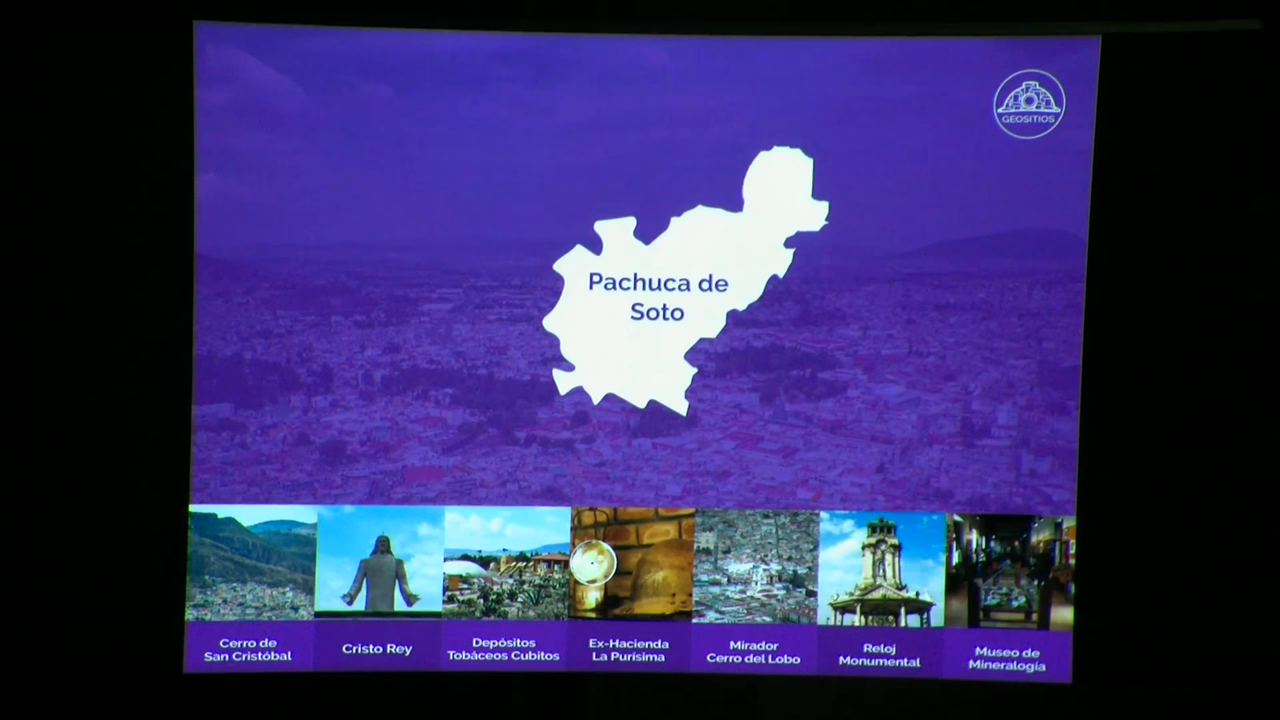 GEOSITIOS
Pachuca de
Soto
Cerro de
San Cristóbal
Cristo Rey
Depósitos
Tobáceos Cubitos
Ex-Hacienda
La Purísima
Mirador
Cerro del Lobo
Reloj
Monumental
Museo de
Mineralogía